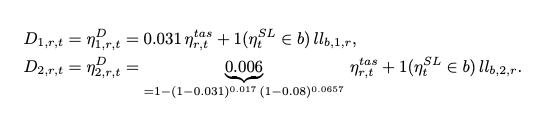 D_{1,r,t} = η^D_{1,r,t} = 0.031 η^{tas}_{r,t} + 1(η^{SL}_t ∈ b) ll_{b,1,r},
D_{2,r,t} = η^D_{2,r,t} = \underbrace{0.006}_{=1-(1-0.031)^{0.017} (1-0.08)^{0.0657}} η^{tas}_{r,t} + 1(η^{SL}_t ∈ b) ll_{b,2,r}.